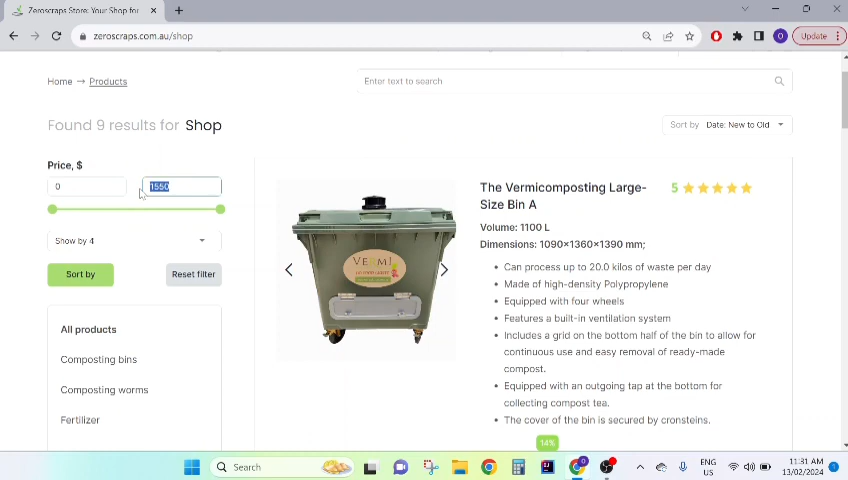 Zeroscraps Store: Your Shop for
Update
zeroscraps.com.au/shop
Home → Products
Enter text to search
Found 9 results for Shop
Sort by Date: New to Old
Price, $
0
1550
Show by 4
Sort by
Reset filter
All products
Composting bins
Composting worms
Fertilizer
VERMI
The Vermicomposting Large-
Size Bin A
5
Volume: 1100 L
Dimensions: 1090×1360×1390 mm;
Can process up to 20.0 kilos of waste per day
Made of high-density Polypropylene
Equipped with four wheels
Features a built-in ventilation system
Includes a grid on the bottom half of the bin to allow for
continuous use and easy removal of ready-made
compost.
Equipped with an outgoing tap at the bottom for
collecting compost tea.
The cover of the bin is secured by cronsteins.
14%
Search
ENG
US
11:31 AM
13/02/2024